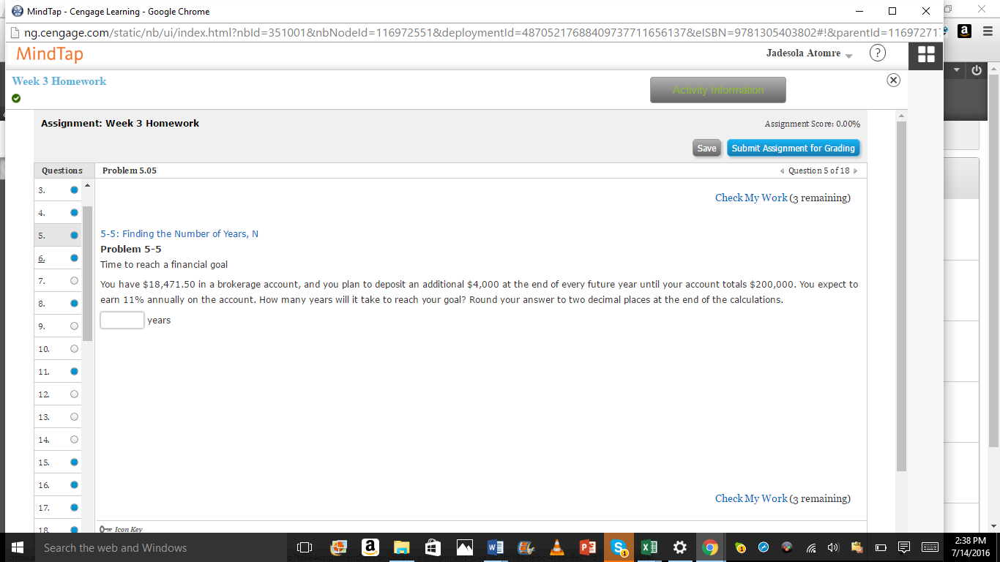 MindTap - Cengage Learning - Google Chrome
ng.cengage.com/static/nb/ui/index.html?nbId=351001&nbNodeId=116972551&deploymentId=48705217688409737711656137&eISBN=9781305403802#!&parentId=116972717
MindTap
Jadesola Atomre
?
Week 3 Homework
Activity Information
Assignment: Week 3 Homework
Assignment Score: 0.00%
Save
Submit Assignment for Grading
Questions
Problem 5.05
Question 5 of 18
3.
4.
5.
6.
7.
8.
9.
10.
11.
12.
13.
14.
15.
16.
17.
18.
Check My Work (3 remaining)
5-5: Finding the Number of Years, N
Problem 5-5
Time to reach a financial goal
You have $18,471.50 in a brokerage account, and you plan to deposit an additional $4,000 at the end of every future year until your account totals $200,000. You expect to
earn 11% annually on the account. How many years will it take to reach your goal? Round your answer to two decimal places at the end of the calculations.
years
Check My Work (3 remaining)
Icon Key
Search the web and Windows
2:38 PM
7/14/2016